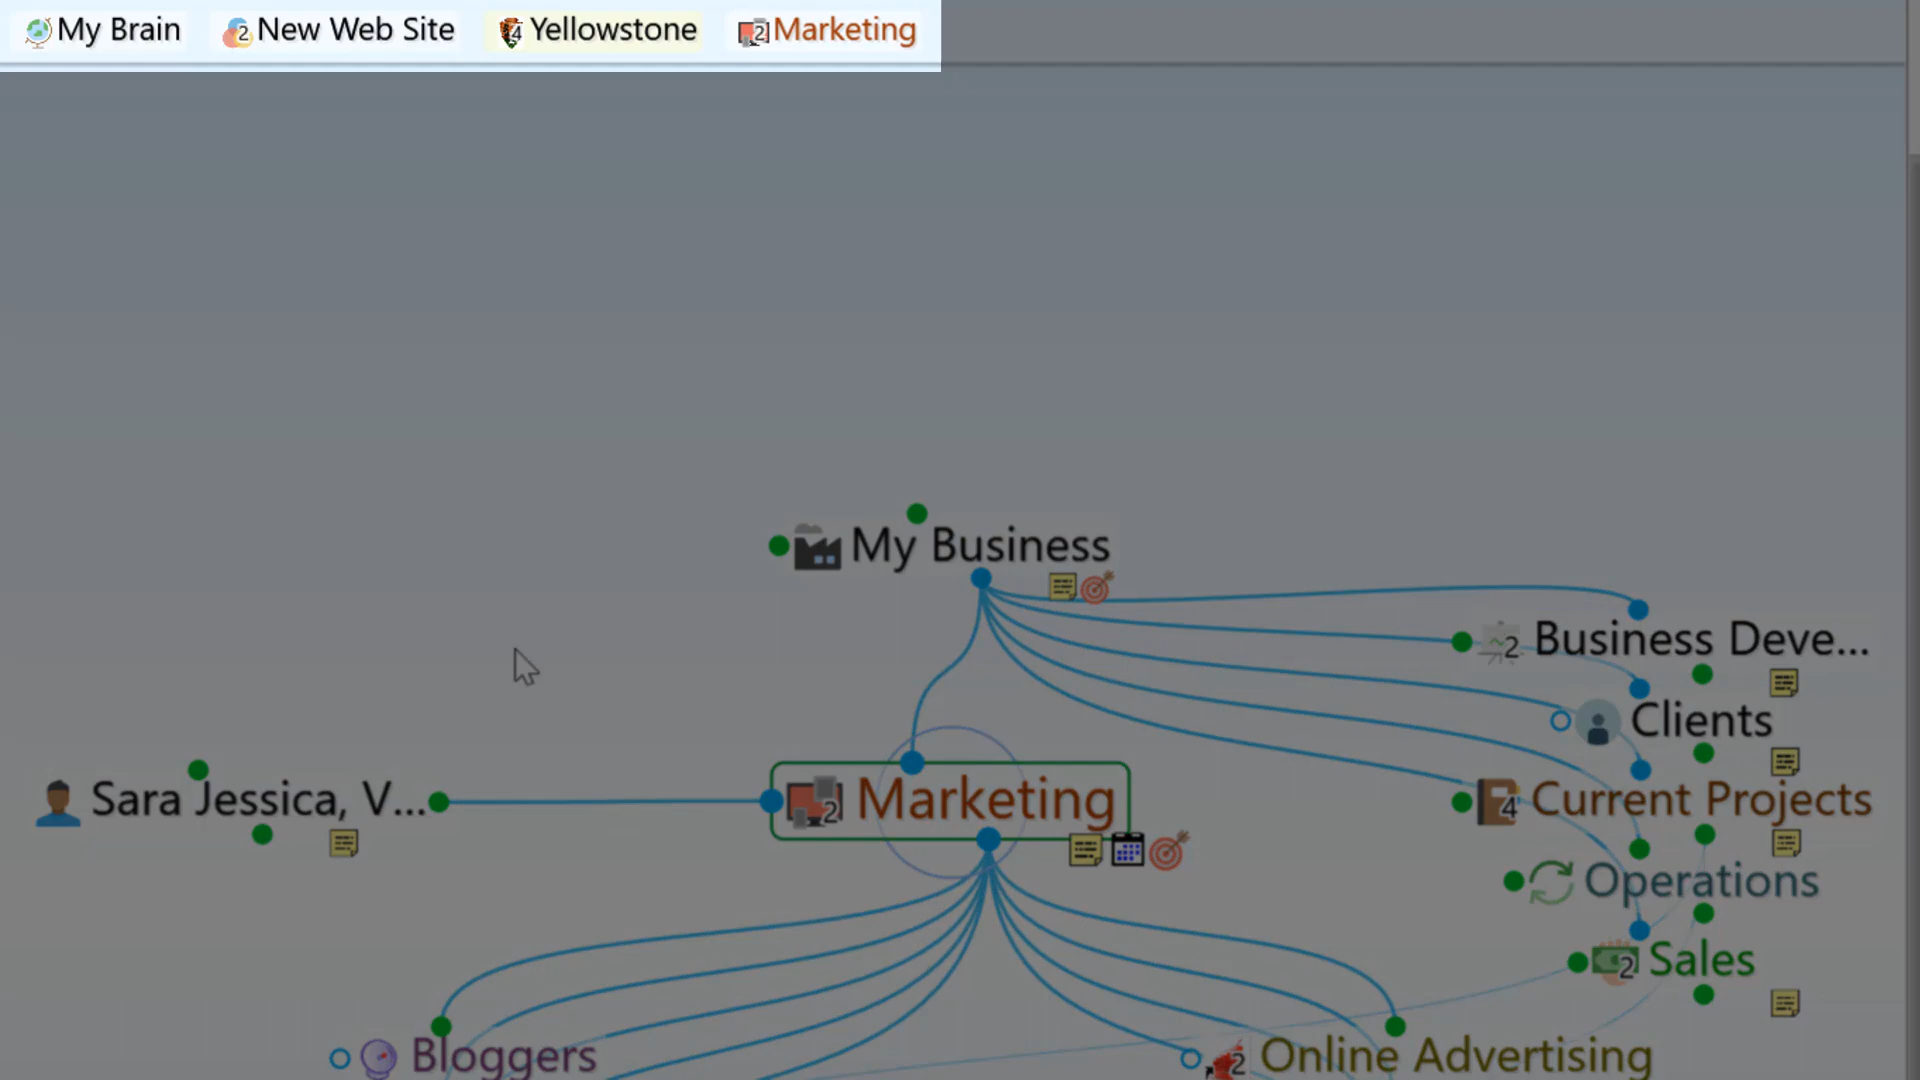 My Brain 2 New Web Site 4 Yellowstone 2 Marketing
My Business
2 Business Deve...
Clients
Sara Jessica, V...
2 Marketing
4 Current Projects
Operations
2 Sales
Bloggers
2 Online Advertising